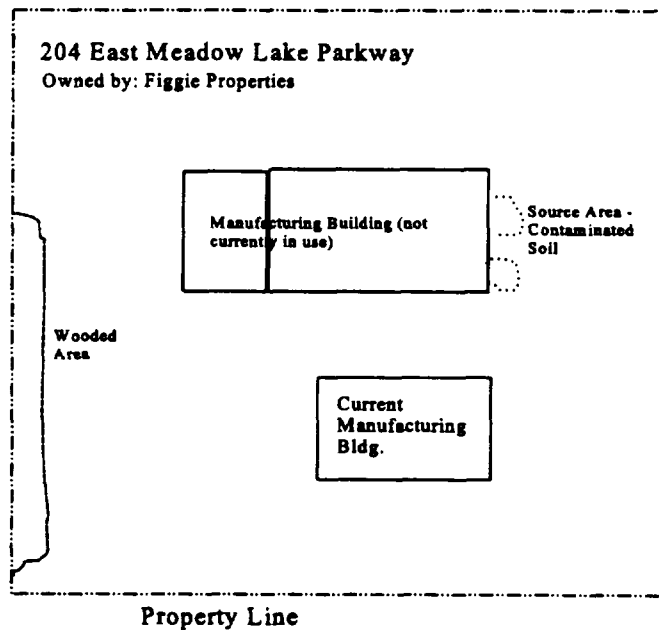 204 East Meadow Lake Parkway
Owned by: Figgie Properties
Manufacturing Building (not
currently in use)
Source Area -
Contaminated
Soil
Wooded
Area
Current
Manufacturing
Bldg.
Property Line